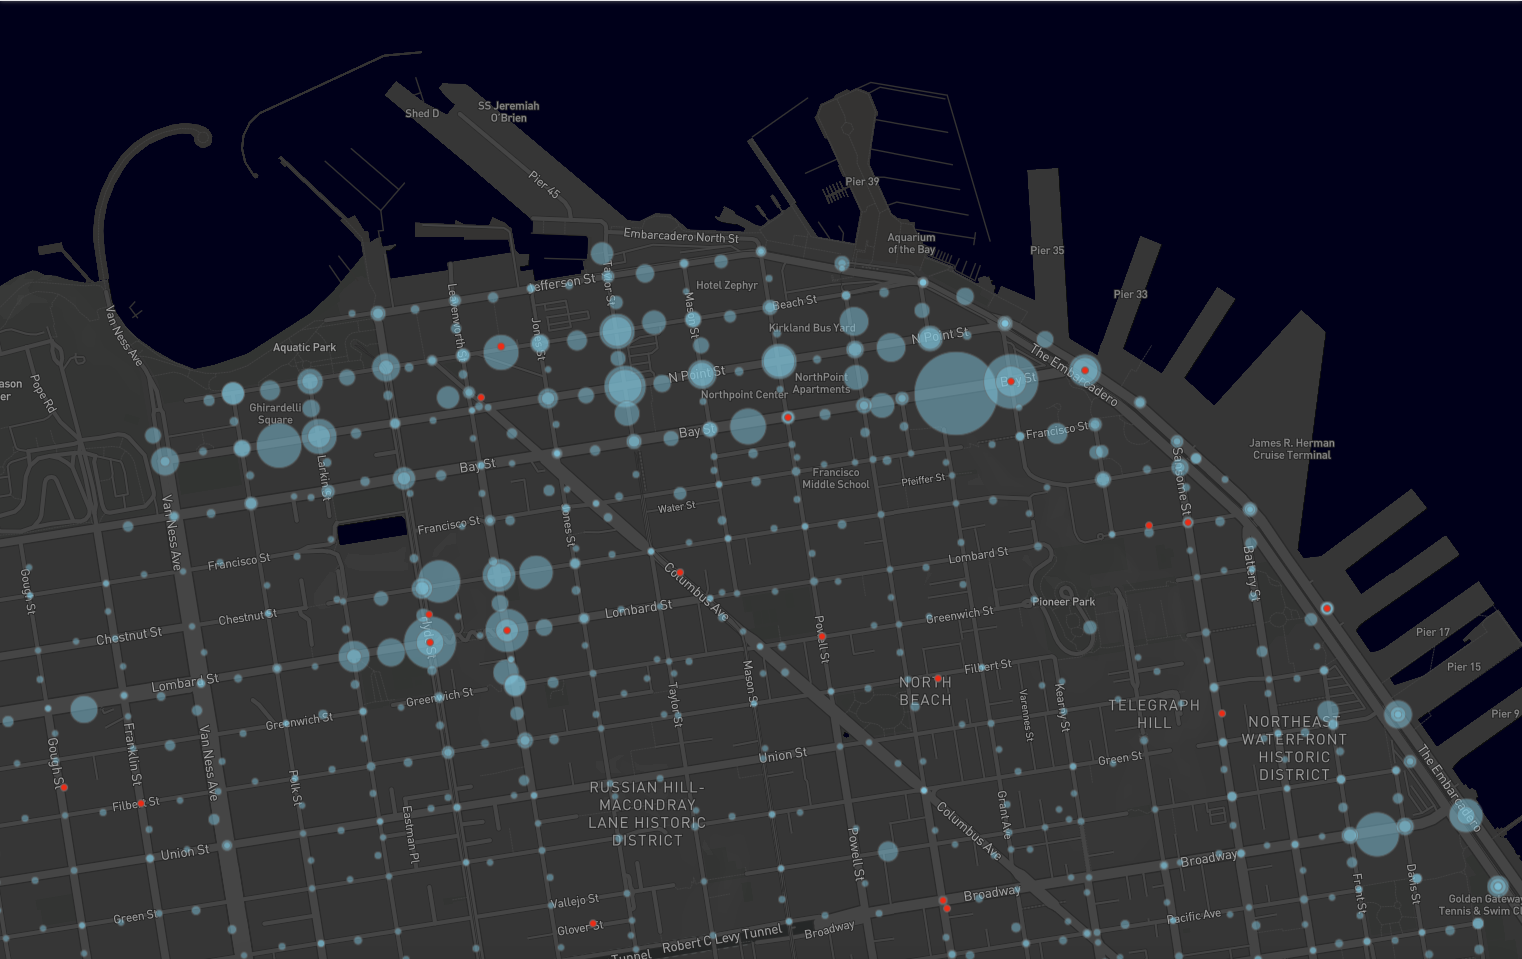 Shed D
SS Jeremiah
O'Brien
Pier 45
Pier 39
Embarcadero North St
Aquarium
of the Bay
Pier 35
Pier 33
Van Ness Ave
Jefferson St
Taylor St
Hotel Zephyr
Leavenworth St
Jones St
Mason St
Beach St
Kirkland Bus Yard
N Point St
Aquatic Park
The Embarcadero
ason
er
Pope Rd
N Point St
NorthPoint
Apartments
Bay St
Northpoint Center
Ghirardelli
Square
Bay St
Francisco St
James R. Herman
Cruise Terminal
Bay St
Larkin St
Sansome St
Francisco
Middle School
Pfeiffer St
Water St
Van Ness Ave
Francisco St
Jones St
Francisco St
Lombard St
Battery St
Gough St
Columbus Ave
Pioneer Park
Chestnut St
Lombard St
Greenwich St
Chestnut St
Hyde St
Powell St
Pier 17
Pier 15
Filbert St
Lombard St
Mason St
NORTH
BEACH
Greenwich St
Taylor St
Varennes St
Kearny St
TELEGRAPH
HILL
Pier 9
Greenwich St
NORTHEAST
WATERFRONT
HISTORIC
DISTRICT
Gough St
Franklin St
Van Ness Ave
Union St
Green St
The Embarcadero
Polk St
RUSSIAN HILL-
MACONDRAY
LANE HISTORIC
DISTRICT
Filbert St
Grant Ave
Columbus Ave
Eastman Pl
Powell St
Union St
Broadway
Front St
Davis St
Broadway
Vallejo St
Golden Gateway
Tennis & Swim C
Green St
Pacific Ave
Glover St
Broadway
Robert C Levy Tunnel
Tunnel